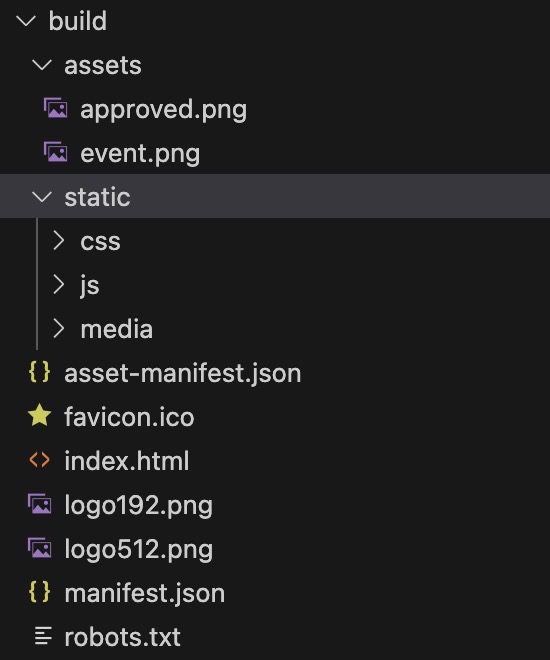 build
assets
approved.png
event.png
static
css
js
media
asset-manifest.json
favicon.ico
index.html
logo192.png
logo512.png
manifest.json
robots.txt